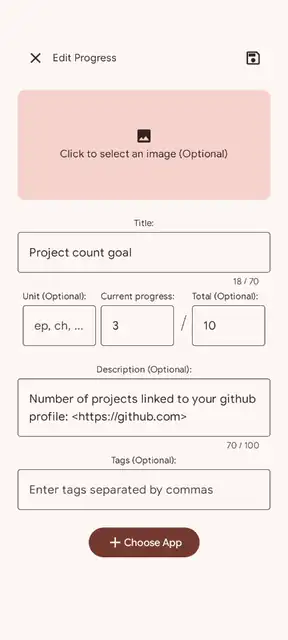 Edit Progress
Click to select an image (Optional)
Title:
Project count goal
18 / 70
Unit (Optional): Current progress: Total (Optional):
ep, ch, ... 3 / 10
Description (Optional):
Number of projects linked to your github
profile: <https://github.com>
70 / 100
Tags (Optional):
Enter tags separated by commas
+ Choose App